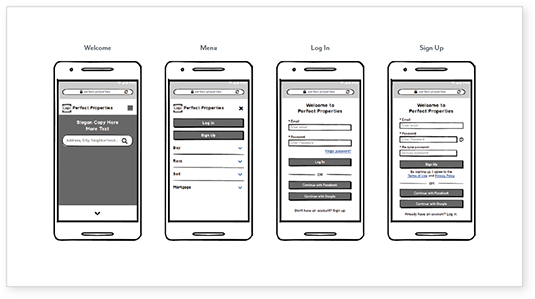 Welcome
Menu
Log In
Sign Up
perfect-properties
Logo
Perfect Properties
Slogan Copy Here
More Text
Address, City, Neighborhood
perfect-properties
Logo
Perfect Properties
Log In
Sign Up
Buy
Rent
Sell
Mortgage
perfect-properties
Welcome to
Perfect Properties
* Email
Enter email
* Password
Enter Password
Forgot password?
Log In
OR
Continue with Facebook
Continue with Google
Don't have an account? Sign up
perfect-properties
Welcome to
Perfect Properties
* Email
Enter email
* Password
Enter Password
* Re-type password
Re-type password
Sign Up
By signing up, I agree to the
Terms of Use and Privacy Policy
OR
Continue with Facebook
Continue with Google
Already have an account? Log in